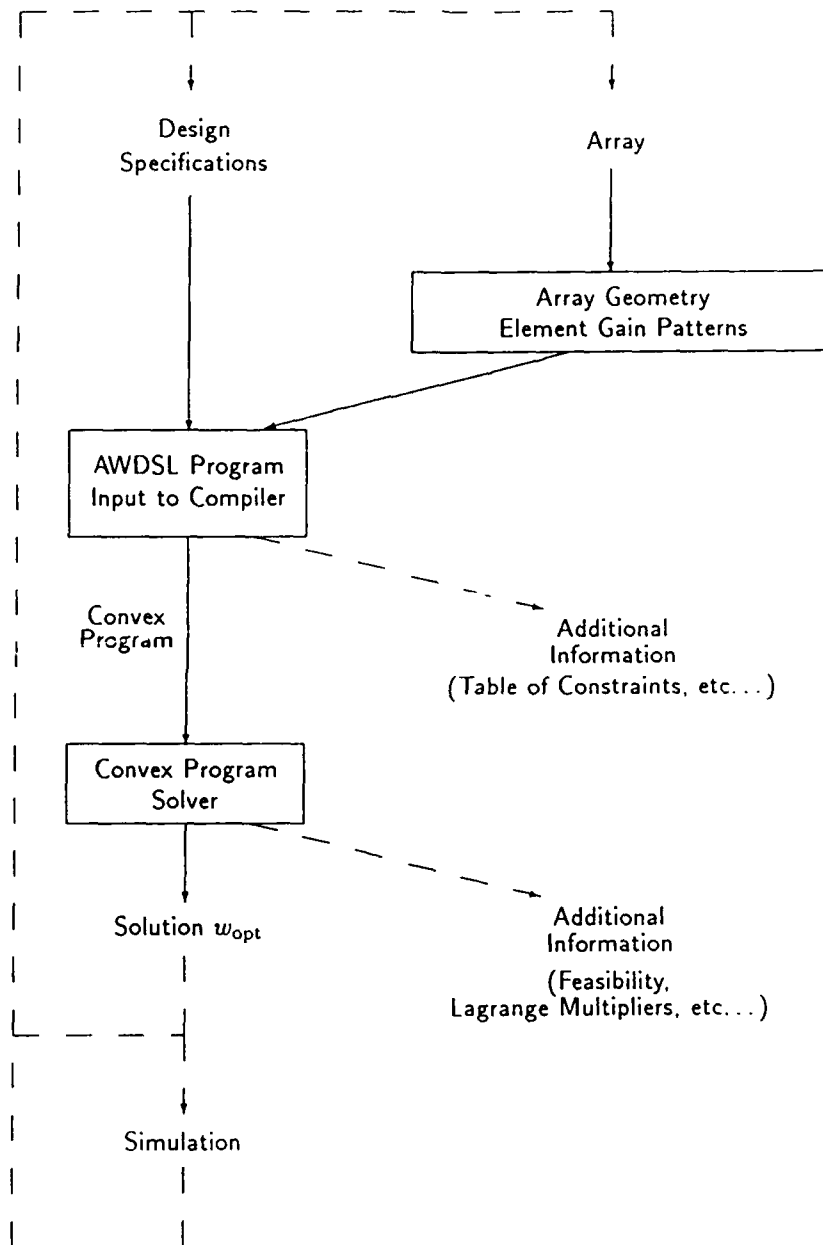 Design
Specifications
Array
Array Geometry
Element Gain Patterns
AWDSL Program
Input to Compiler
Convex
Program
Additional
Information
(Table of Constraints, etc...)
Convex Program
Solver
Solution w_opt
Additional
Information
(Feasibility,
Lagrange Multipliers, etc...)
Simulation